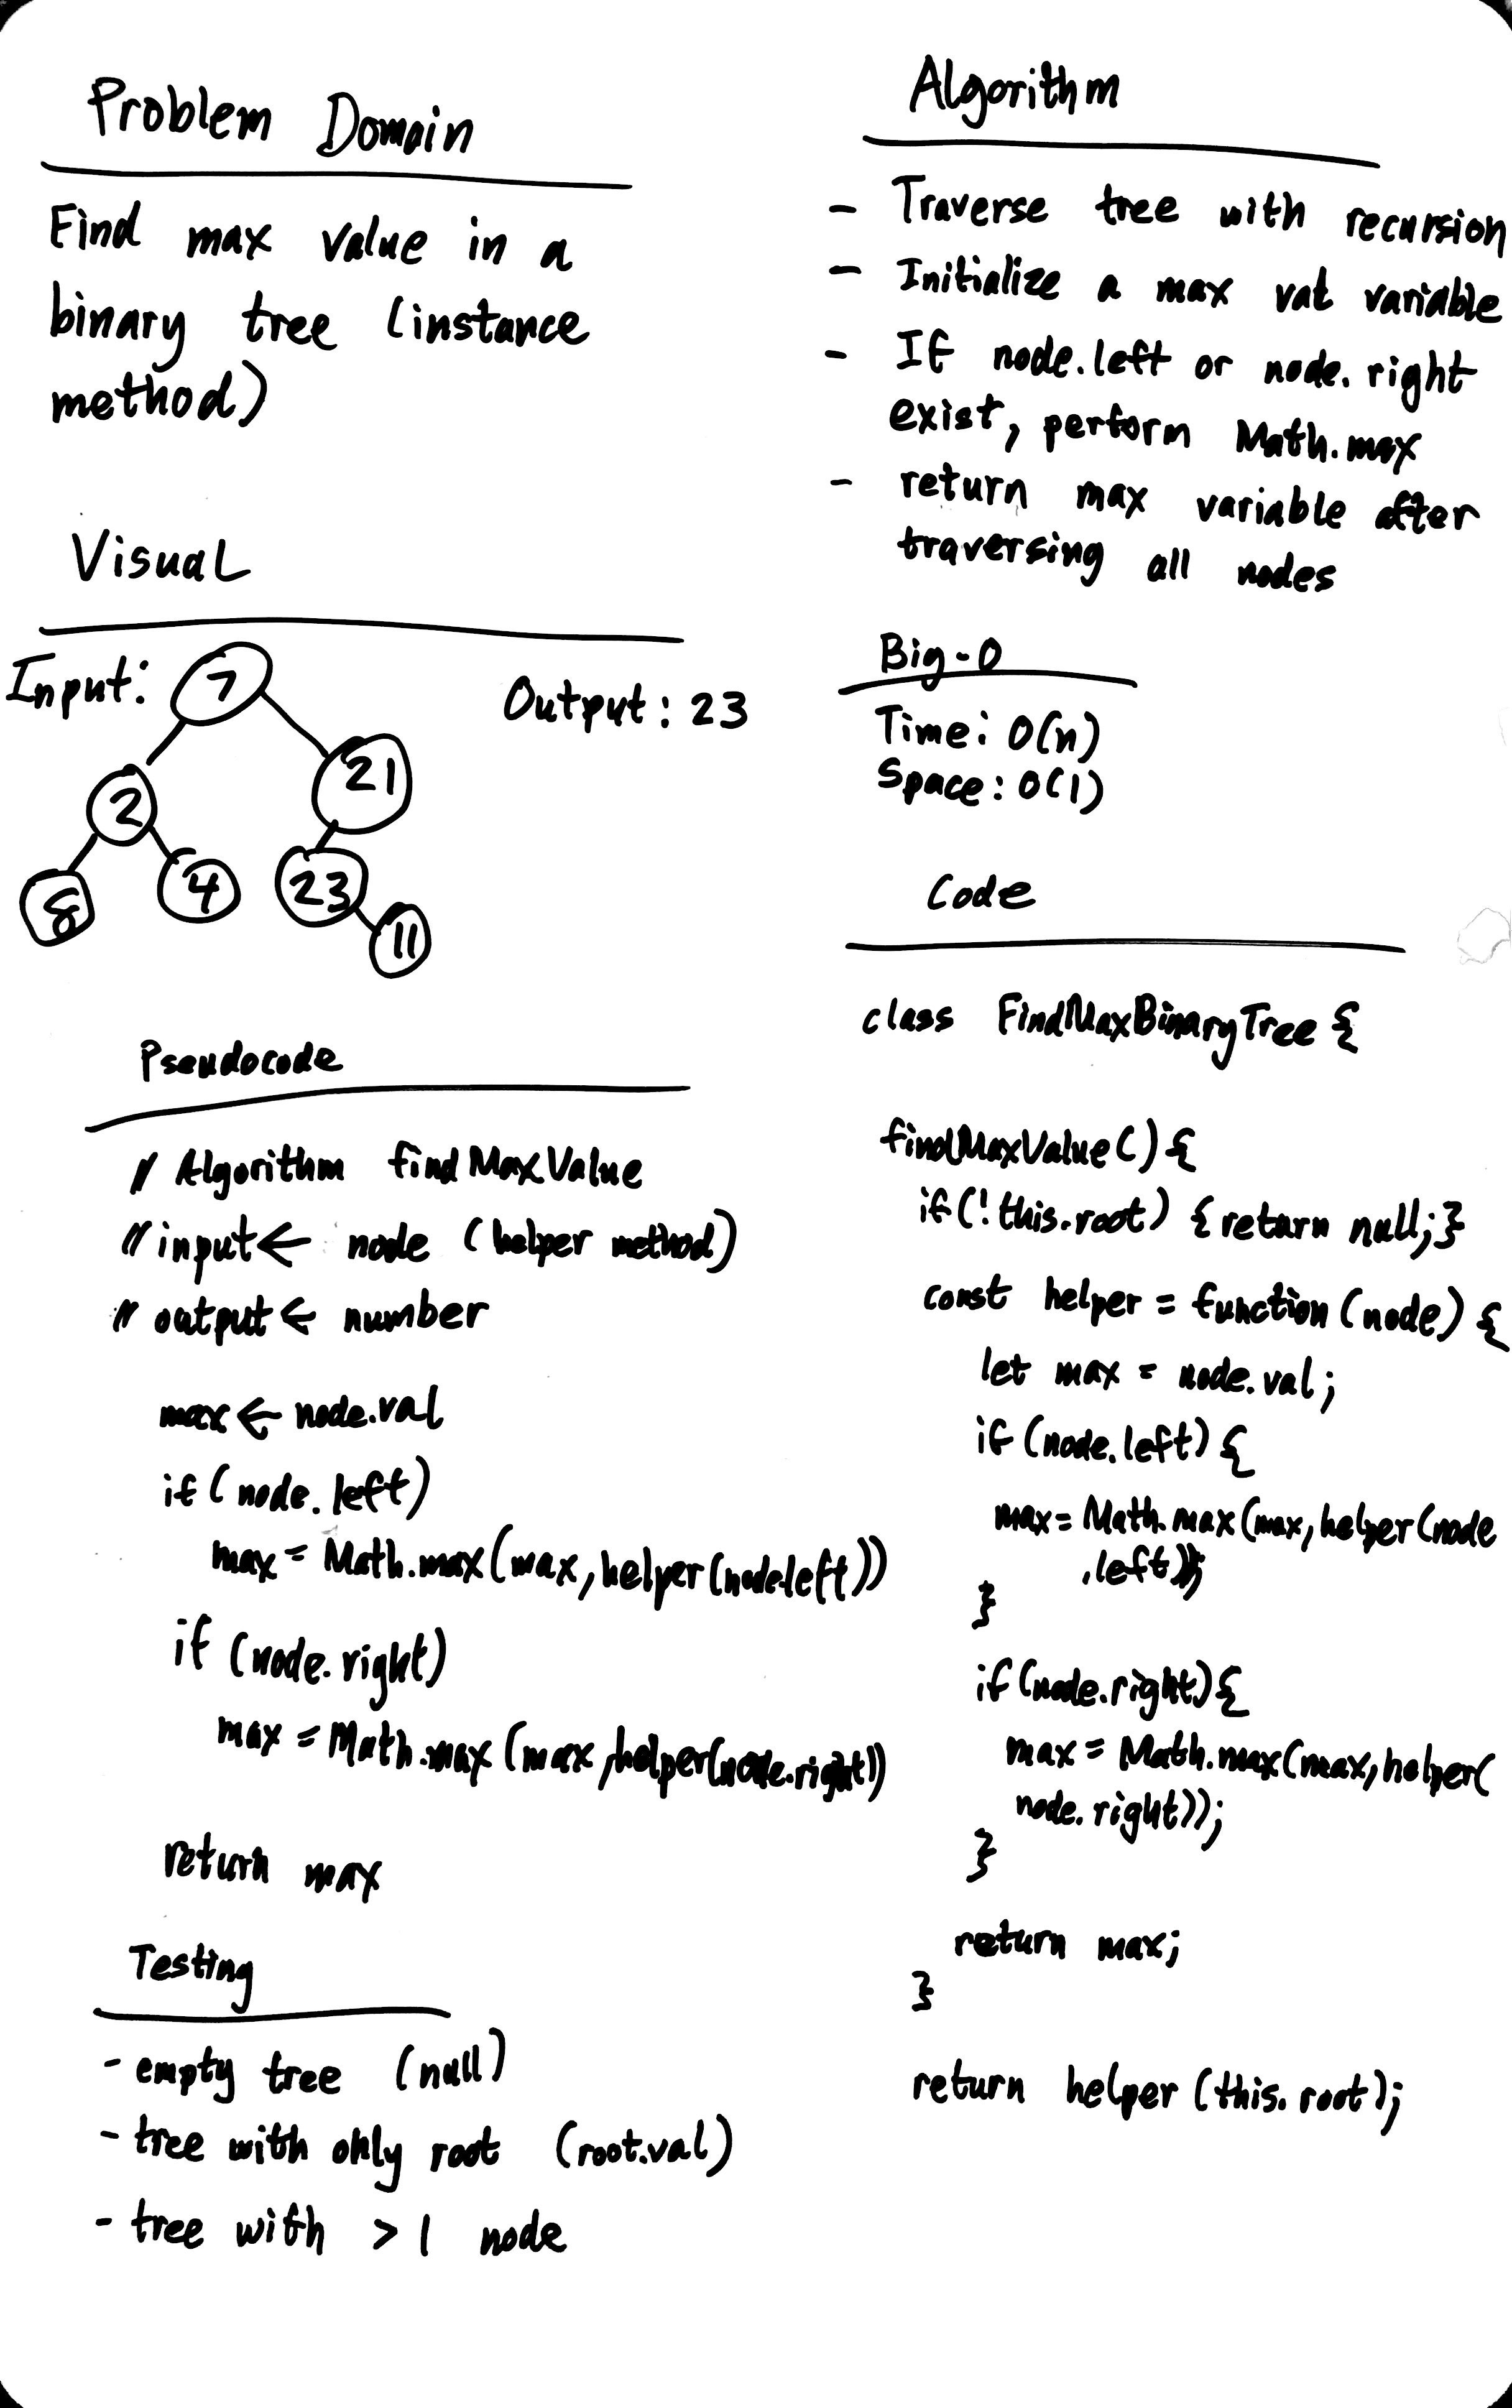 Problem Domain
Find max value in a
binary tree (instance
method)
Visual
Input:
Output: 23
7
2
21
8
4
23
11
Pseudocode
// Algorithm findMaxValue
// input ← node (helper method)
// output ← number
max ← node.val
if (node.left)
max = Math.max(max, helper(node.left))
if (node.right)
max = Math.max(max, helper(node.right))
return max
Testing
- empty tree (null)
- tree with only root (root.val)
- tree with > 1 node
Algorithm
- Traverse tree with recursion
- Initialize a max val variable
- If node.left or node.right
exist, perform Math.max
- return max variable after
traversing all nodes
Big-O
Time: O(n)
Space: O(1)
Code
class FindMaxBinaryTree {
findMaxValue() {
if(!this.root) {return null;}
const helper = function(node) {
let max = node.val;
if (node.left) {
max = Math.max(max, helper(node
.left));
}
if (node.right) {
max = Math.max(max, helper(
node.right));
}
return max;
}
return helper(this.root);